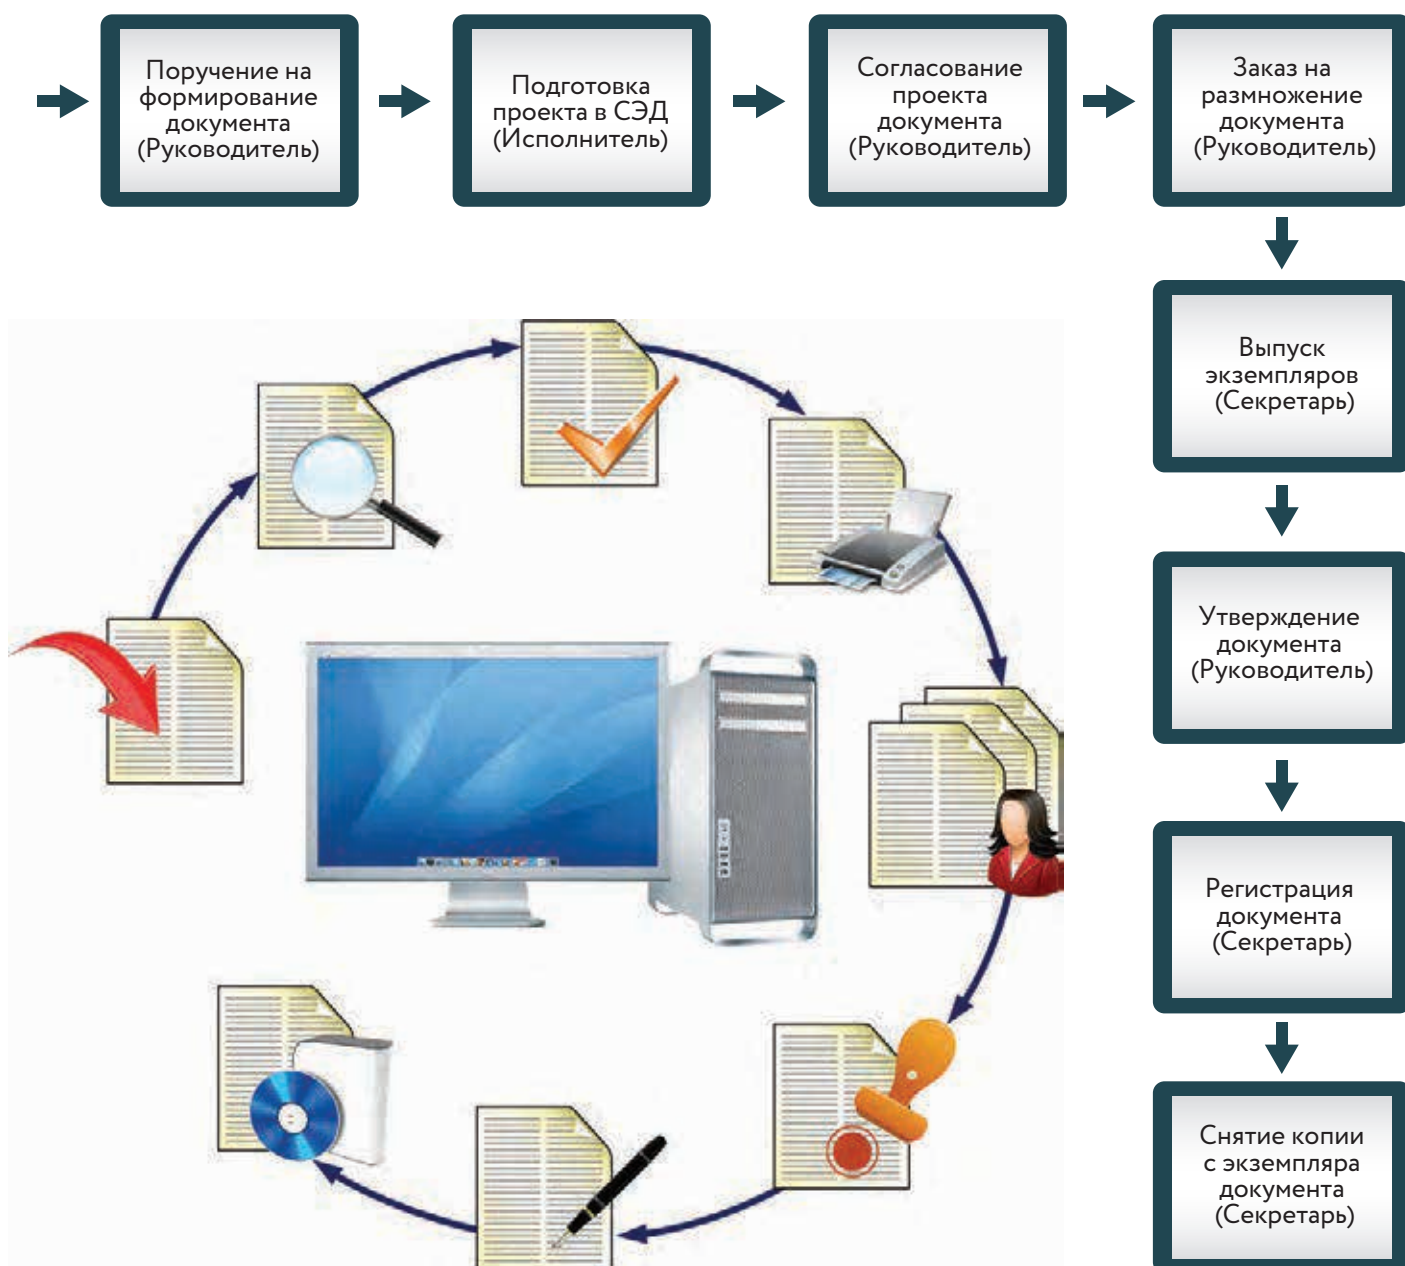 Поручение на
формирование
документа
(Руководитель)
Подготовка
проекта в СЭД
(Исполнитель)
Согласование
проекта
документа
(Руководитель)
Заказ на
размножение
документа
(Руководитель)
Выпуск
экземпляров
(Секретарь)
Утверждение
документа
(Руководитель)
Регистрация
документа
(Секретарь)
Снятие копии
с экземпляра
документа
(Секретарь)